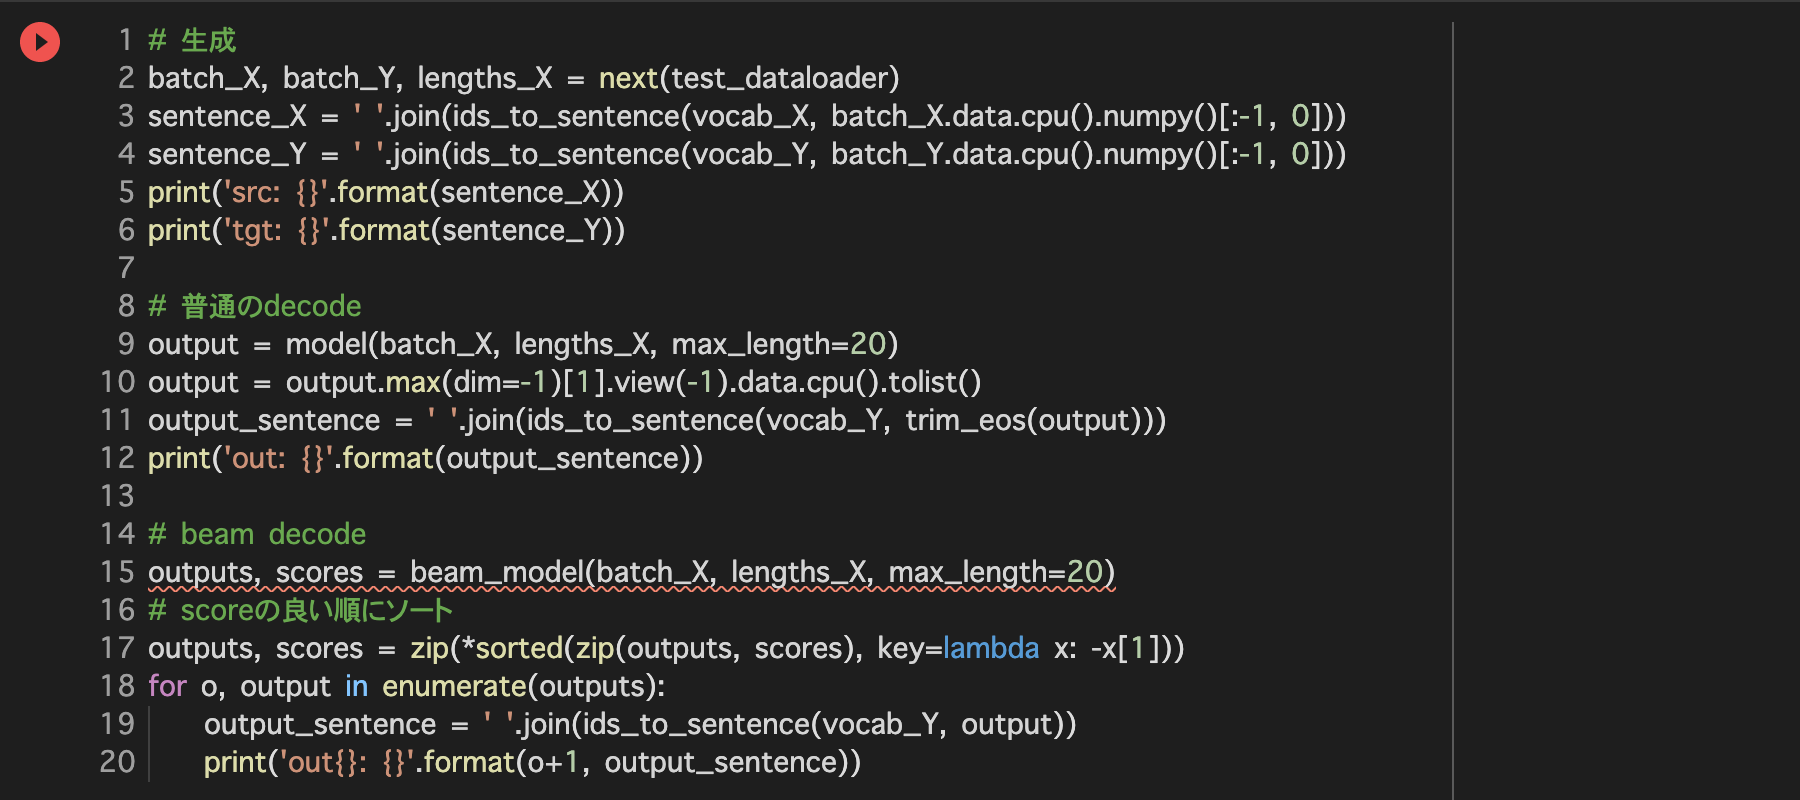 1 # 生成
2 batch_X, batch_Y, lengths_X = next(test_dataloader)
3 sentence_X = ' '.join(ids_to_sentence(vocab_X, batch_X.data.cpu().numpy()[:-1, 0]))
4 sentence_Y = ' '.join(ids_to_sentence(vocab_Y, batch_Y.data.cpu().numpy()[:-1, 0]))
5 print('src: {}'.format(sentence_X))
6 print('tgt: {}'.format(sentence_Y))
7
8 # 普通のdecode
9 output = model(batch_X, lengths_X, max_length=20)
10 output = output.max(dim=-1)[1].view(-1).data.cpu().tolist()
11 output_sentence = ' '.join(ids_to_sentence(vocab_Y, trim_eos(output)))
12 print('out: {}'.format(output_sentence))
13
14 # beam decode
15 outputs, scores = beam_model(batch_X, lengths_X, max_length=20)
16 # scoreの良い順にソート
17 outputs, scores = zip(*sorted(zip(outputs, scores), key=lambda x: -x[1]))
18 for o, output in enumerate(outputs):
19     output_sentence = ' '.join(ids_to_sentence(vocab_Y, output))
20     print('out{}: {}'.format(o+1, output_sentence))